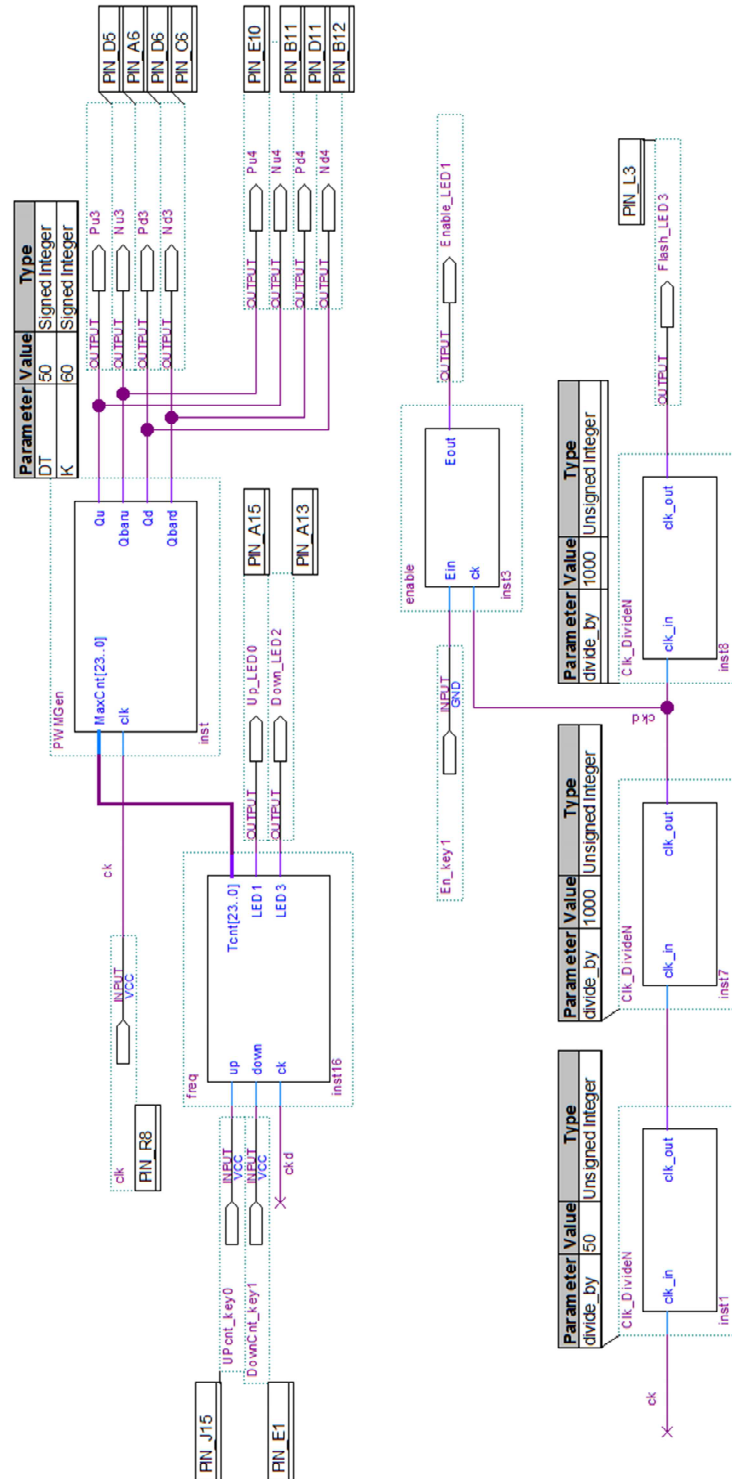 Parameter Value Type
DT 50 Signed Integer
K 60 Signed Integer
PWMGen
MaxCnt[23..0]
clk
Qu
Qbaru
Qd
Qbard
inst
OUTPUT Pu3 PIN_D5
OUTPUT Nu3 PIN_A6
OUTPUT Pd3 PIN_D6
OUTPUT Nd3 PIN_C6
OUTPUT Pu4 PIN_E10
OUTPUT Nu4 PIN_B11
OUTPUT Pd4 PIN_D11
OUTPUT Nd4 PIN_B12
clk INPUT VCC ck
PIN_R8
freq
up
down
ck
Tcnt[23..0]
LED1
LED3
inst16
PIN_J15
UPcnt_key0 INPUT VCC
DownCnt_key1 INPUT VCC
PIN_E1
ckd
OUTPUT Up_LED0 PIN_A15
OUTPUT Down_LED2 PIN_A13
enable
Ein
ck
Eout
inst3
En_key1 INPUT GND
OUTPUT Enable_LED1
ckd
Parameter Value Type
divide_by 50 Unsigned Integer
Clk_DivideN
clk_in
clk_out
inst1
ck
Parameter Value Type
divide_by 1000 Unsigned Integer
Clk_DivideN
clk_in
clk_out
inst7
Parameter Value Type
divide_by 1000 Unsigned Integer
Clk_DivideN
clk_in
clk_out
inst8
OUTPUT Flash_LED3
PIN_L3